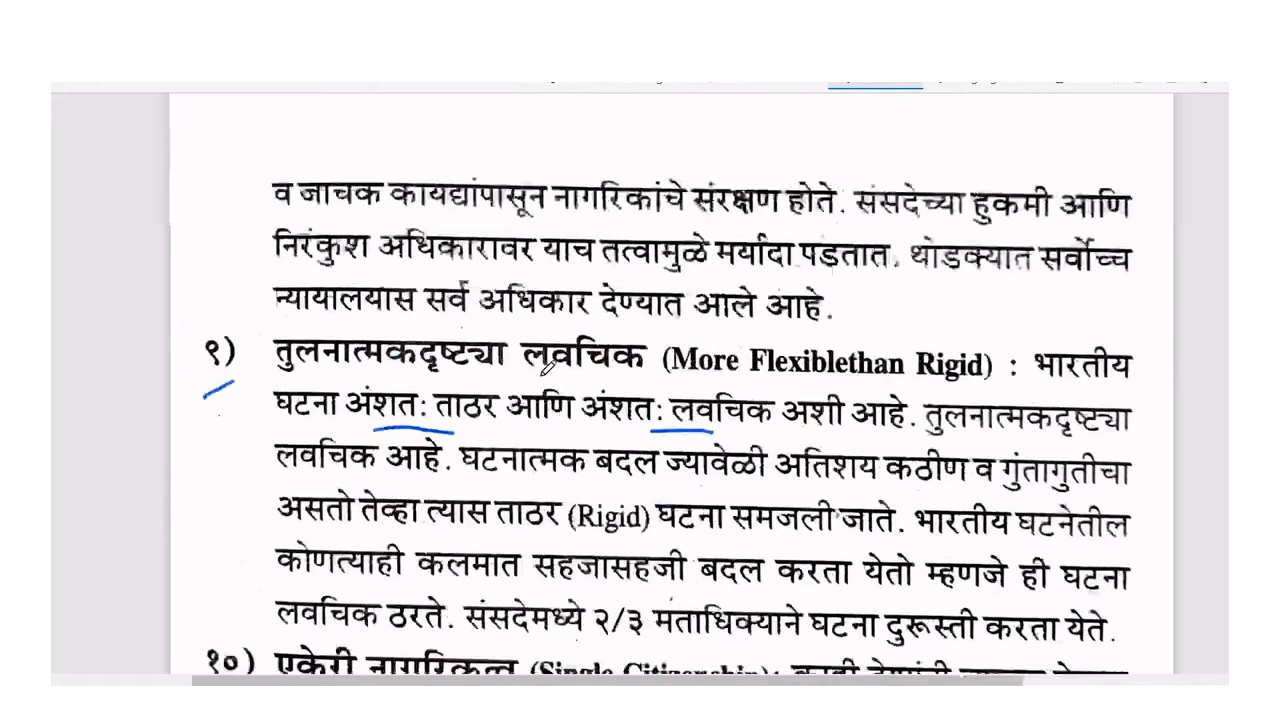 व जाचक कायद्यांपासून नागरिकांचे संरक्षण होते. संसदेच्या हुकमी आणि
निरंकुश अधिकारावर याच तत्वामुळे मर्यादा पडतात. थोडक्यात सर्वोच्च
न्यायालयास सर्व अधिकार देण्यात आले आहे.
९) तुलनात्मकदृष्ट्या लवचिक (More Flexiblethan Rigid) : भारतीय
घटना अंशतः ताठर आणि अंशतः लवचिक अशी आहे. तुलनात्मकदृष्ट्या
लवचिक आहे. घटनात्मक बदल ज्यावेळी अतिशय कठीण व गुंतागुतीचा
असतो तेव्हा त्यास ताठर (Rigid) घटना समजली जाते. भारतीय घटनेतील
कोणत्याही कलमात सहजासहजी बदल करता येतो म्हणजे ही घटना
लवचिक ठरते. संसदेमध्ये २/३ मताधिक्याने घटना दुरूस्ती करता येते.
१०) एकेरी नागरिकत्व (Single Citizenship):